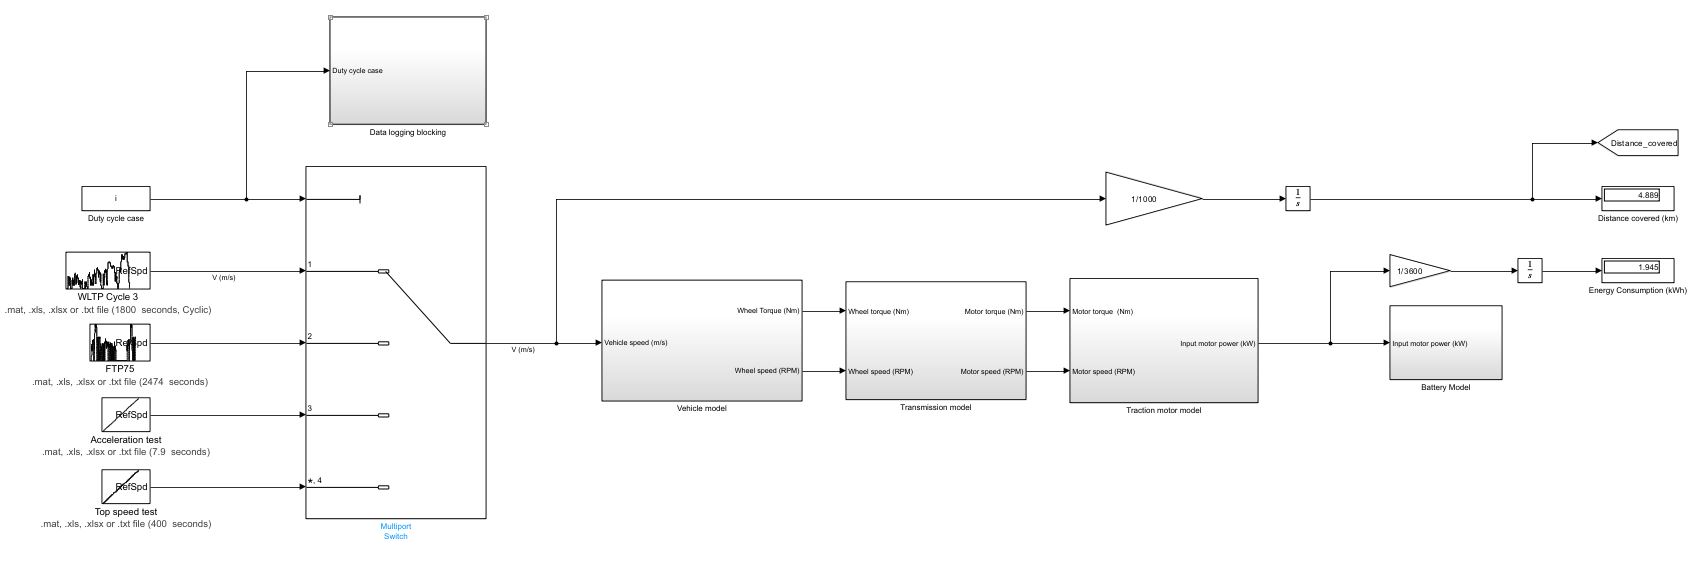 Duty cycle case
Data logging blocking
Distance_covered
i
Duty cycle case
1/1000
1
s
4.889
Distance covered (km)
RefSpd
V (m/s)
1
WLTP Cycle 3
.mat, .xls, .xlsx or .txt file (1800 seconds, Cyclic)
1/3600
1
s
1.945
Energy Consumption (kWh)
RefSpd
2
FTP75
.mat, .xls, .xlsx or .txt file (2474 seconds)
V (m/s)
Vehicle speed (m/s)
Wheel Torque (Nm)
Wheel speed (RPM)
Vehicle model
Wheel torque (Nm)
Wheel speed (RPM)
Motor torque (Nm)
Motor speed (RPM)
Transmission model
Motor torque (Nm)
Motor speed (RPM)
Input motor power (kW)
Traction motor model
Input motor power (kW)
Battery Model
RefSpd
3
Acceleration test
.mat, .xls, .xlsx or .txt file (7.9 seconds)
RefSpd
*, 4
Top speed test
.mat, .xls, .xlsx or .txt file (400 seconds)
Multiport
Switch